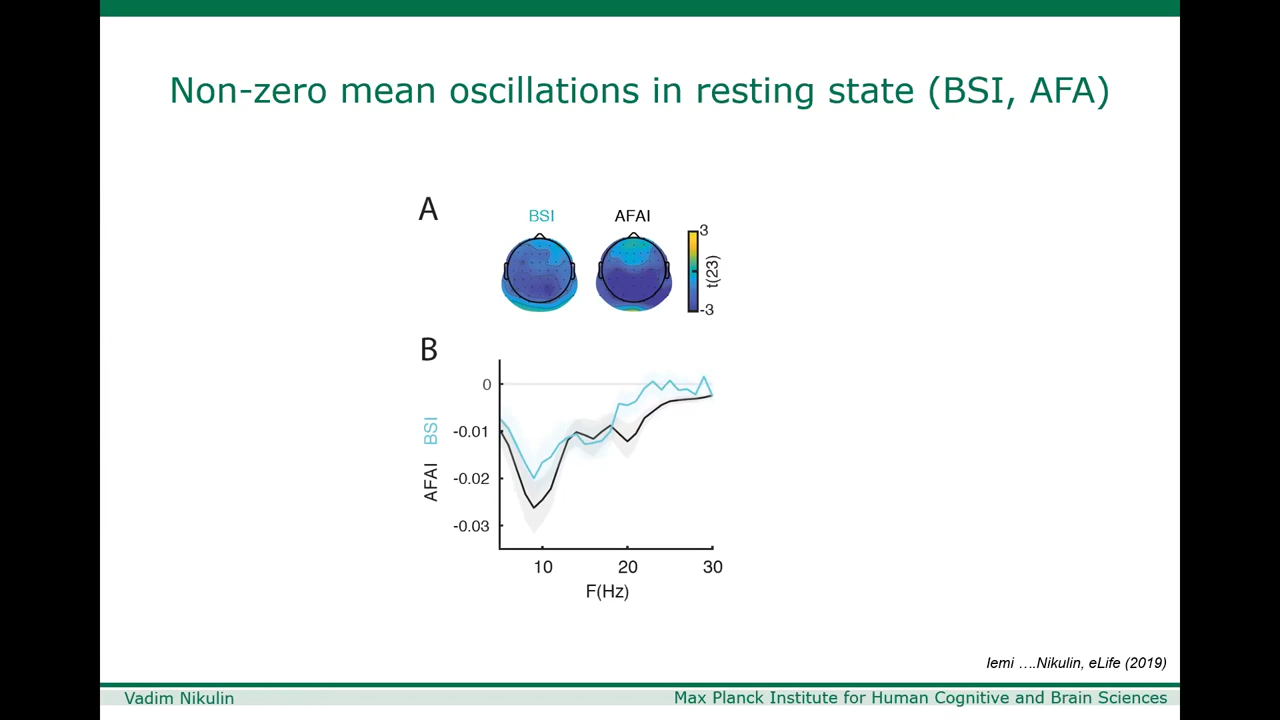 Non-zero mean oscillations in resting state (BSI, AFA)
A
BSI
AFAI
3
t(23)
-3
B
0
-0.01
-0.02
-0.03
AFAI BSI
10
20
30
F(Hz)
Iemi ….Nikulin, eLife (2019)
Vadim Nikulin
Max Planck Institute for Human Cognitive and Brain Sciences